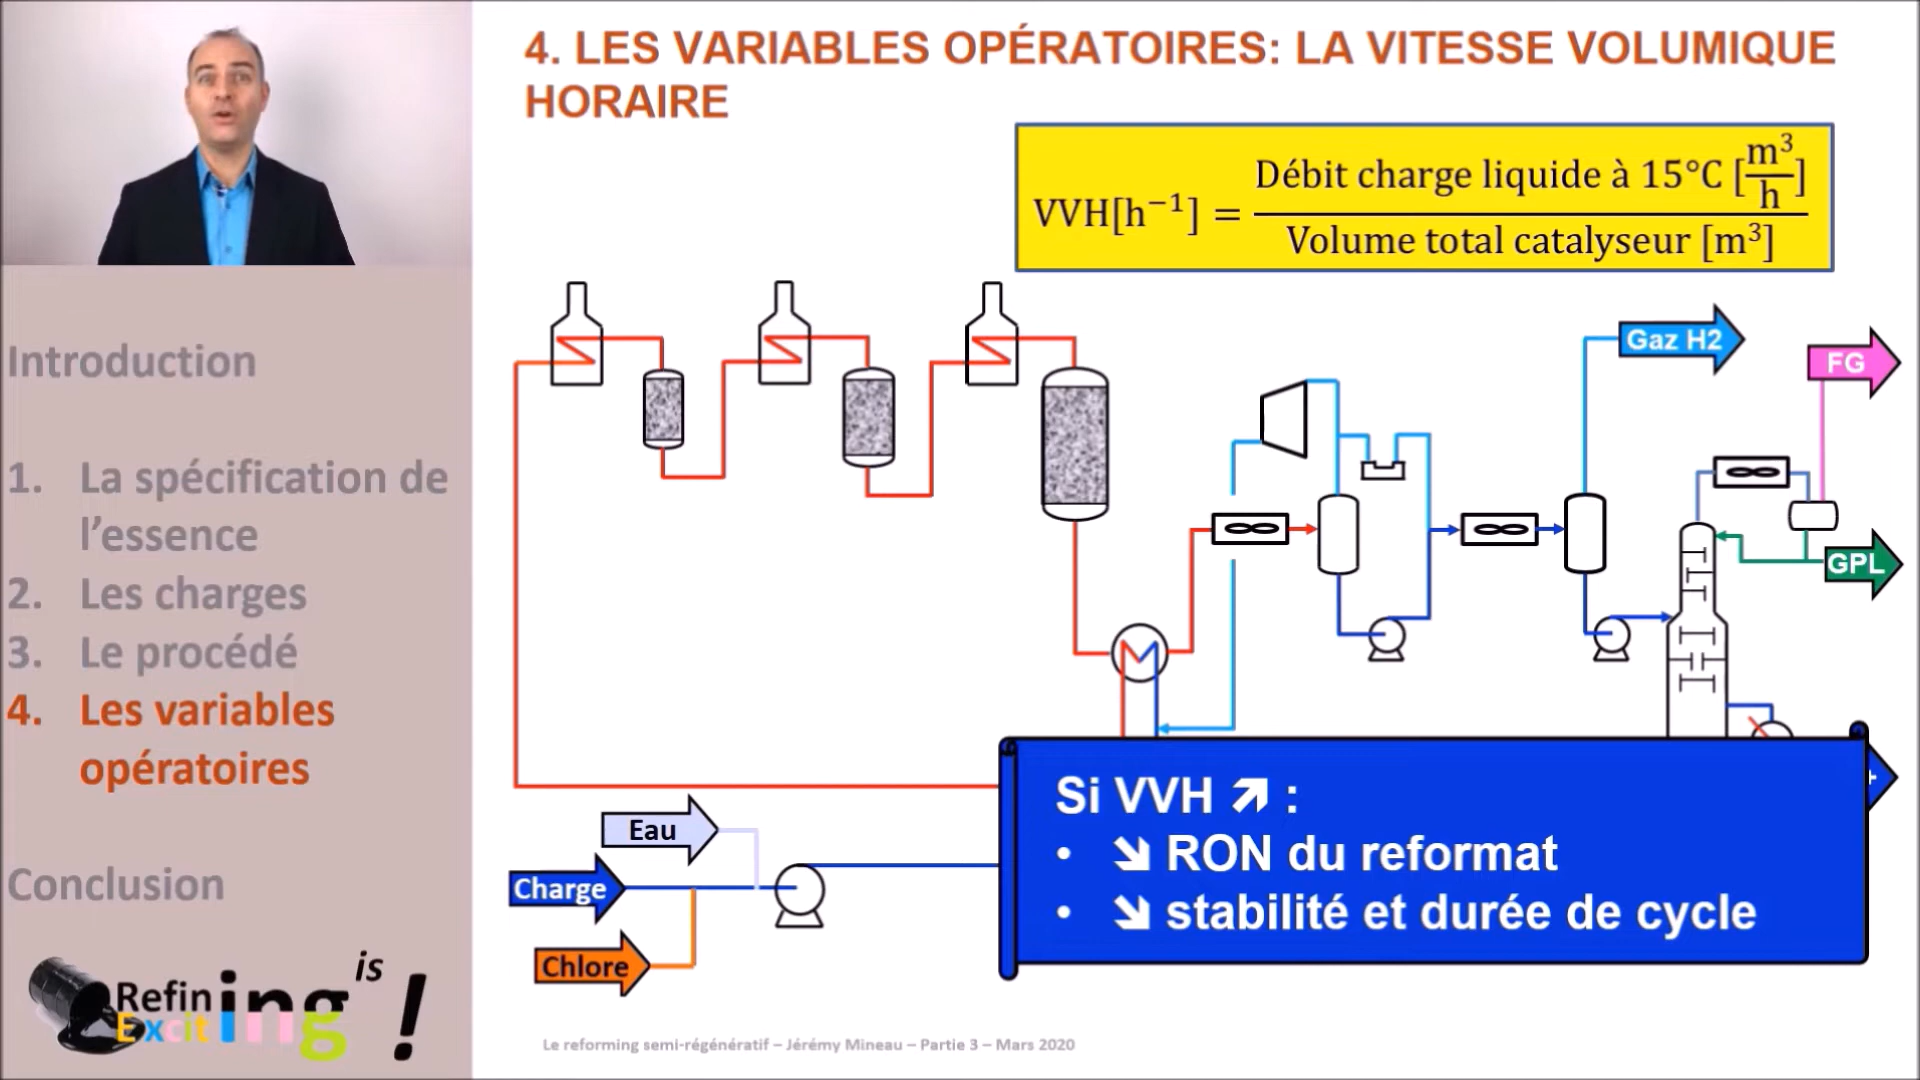 4. LES VARIABLES OPÉRATOIRES: LA VITESSE VOLUMIQUE
HORAIRE
VVH[h⁻¹] = Débit charge liquide à 15°C [m³/h] / Volume total catalyseur [m³]
Introduction
1. La spécification de
l’essence
2. Les charges
3. Le procédé
4. Les variables
opératoires
Conclusion
Refin Excit ing is !
Gaz H2
FG
GPL
+
Eau
Charge
Chlore
Si VVH ↗ :
• ↘ RON du reformat
• ↘ stabilité et durée de cycle
Le reforming semi-régénératif – Jérémy Mineau – Partie 3 – Mars 2020